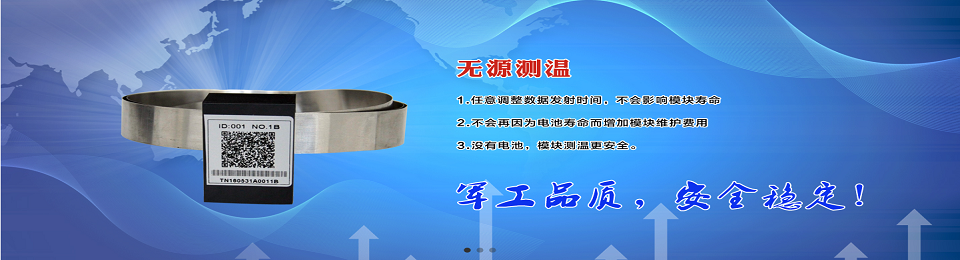 无源测温
1.任意调整数据发射时间，不会影响模块寿命
2.不会再因为电池寿命而增加模块维护费用
3.没有电池，模块测温更安全。
军工品质，安全稳定！
ID:001 NO.1B
TN160531A0011B